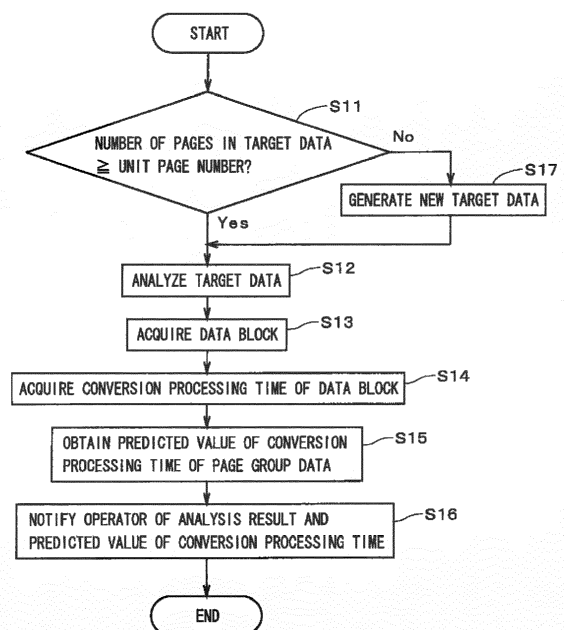 START
S11
NUMBER OF PAGES IN TARGET DATA
≧ UNIT PAGE NUMBER?
No
S17
GENERATE NEW TARGET DATA
Yes
S12
ANALYZE TARGET DATA
S13
ACQUIRE DATA BLOCK
S14
ACQUIRE CONVERSION PROCESSING TIME OF DATA BLOCK
S15
OBTAIN PREDICTED VALUE OF CONVERSION
PROCESSING TIME OF PAGE GROUP DATA
S16
NOTIFY OPERATOR OF ANALYSIS RESULT AND
PREDICTED VALUE OF CONVERSION PROCESSING TIME
END